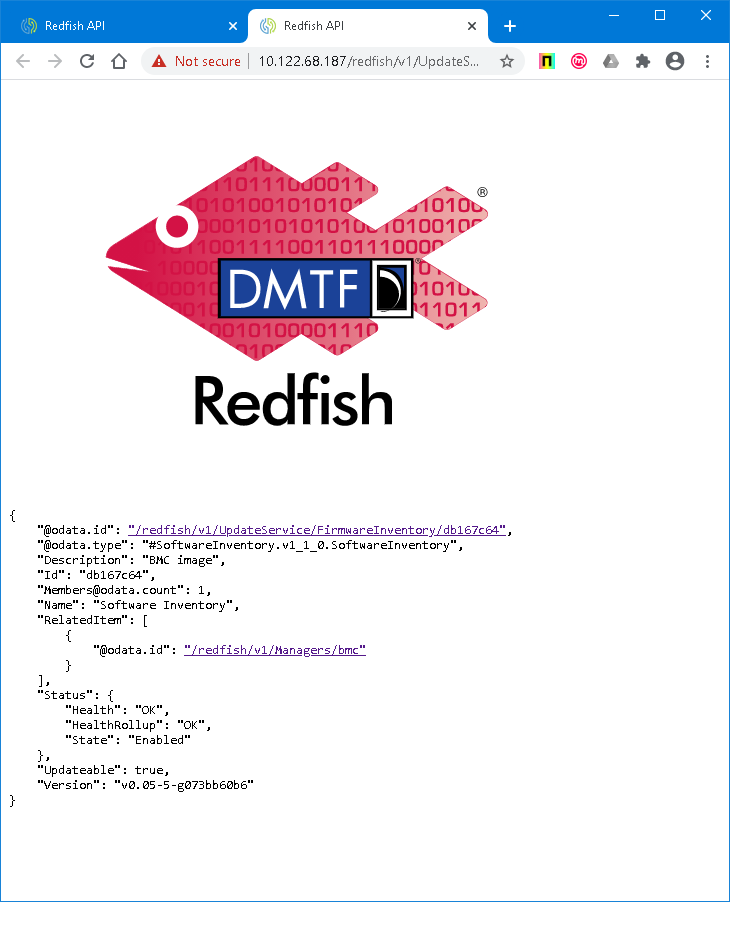 Redfish API
Redfish API
Not secure | 10.122.68.187/redfish/v1/UpdateS...
®
DMTF
®
Redfish
{
    "@odata.id": "/redfish/v1/UpdateService/FirmwareInventory/db167c64",
    "@odata.type": "#SoftwareInventory.v1_1_0.SoftwareInventory",
    "Description": "BMC image",
    "Id": "db167c64",
    "Members@odata.count": 1,
    "Name": "Software Inventory",
    "RelatedItem": [
        {
            "@odata.id": "/redfish/v1/Managers/bmc"
        }
    ],
    "Status": {
        "Health": "OK",
        "HealthRollup": "OK",
        "State": "Enabled"
    },
    "Updateable": true,
    "Version": "v0.05-5-g073bb60b6"
}